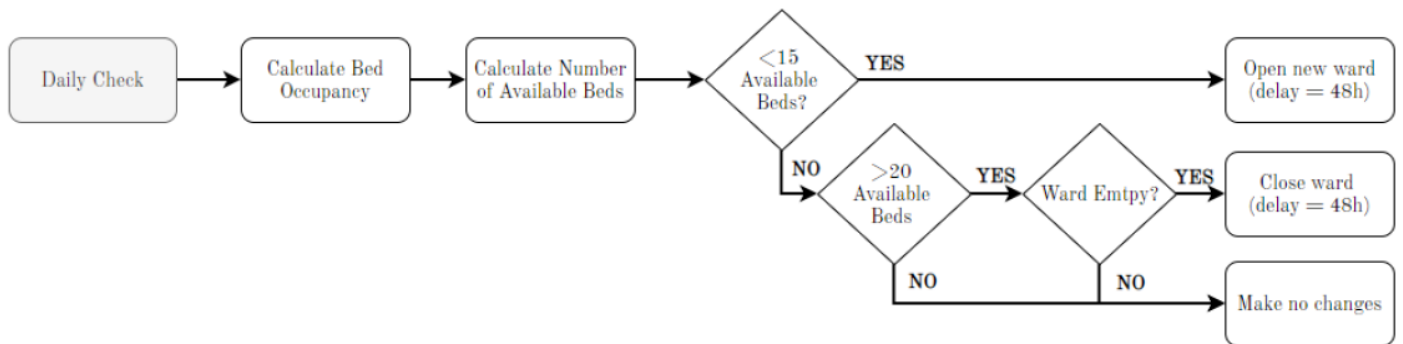 Daily Check
Calculate Bed
Occupancy
Calculate Number
of Available Beds
<15
Available
Beds?
YES
Open new ward
(delay = 48h)
NO
>20
Available
Beds
YES
Ward Emtpy?
YES
Close ward
(delay = 48h)
NO
NO
Make no changes